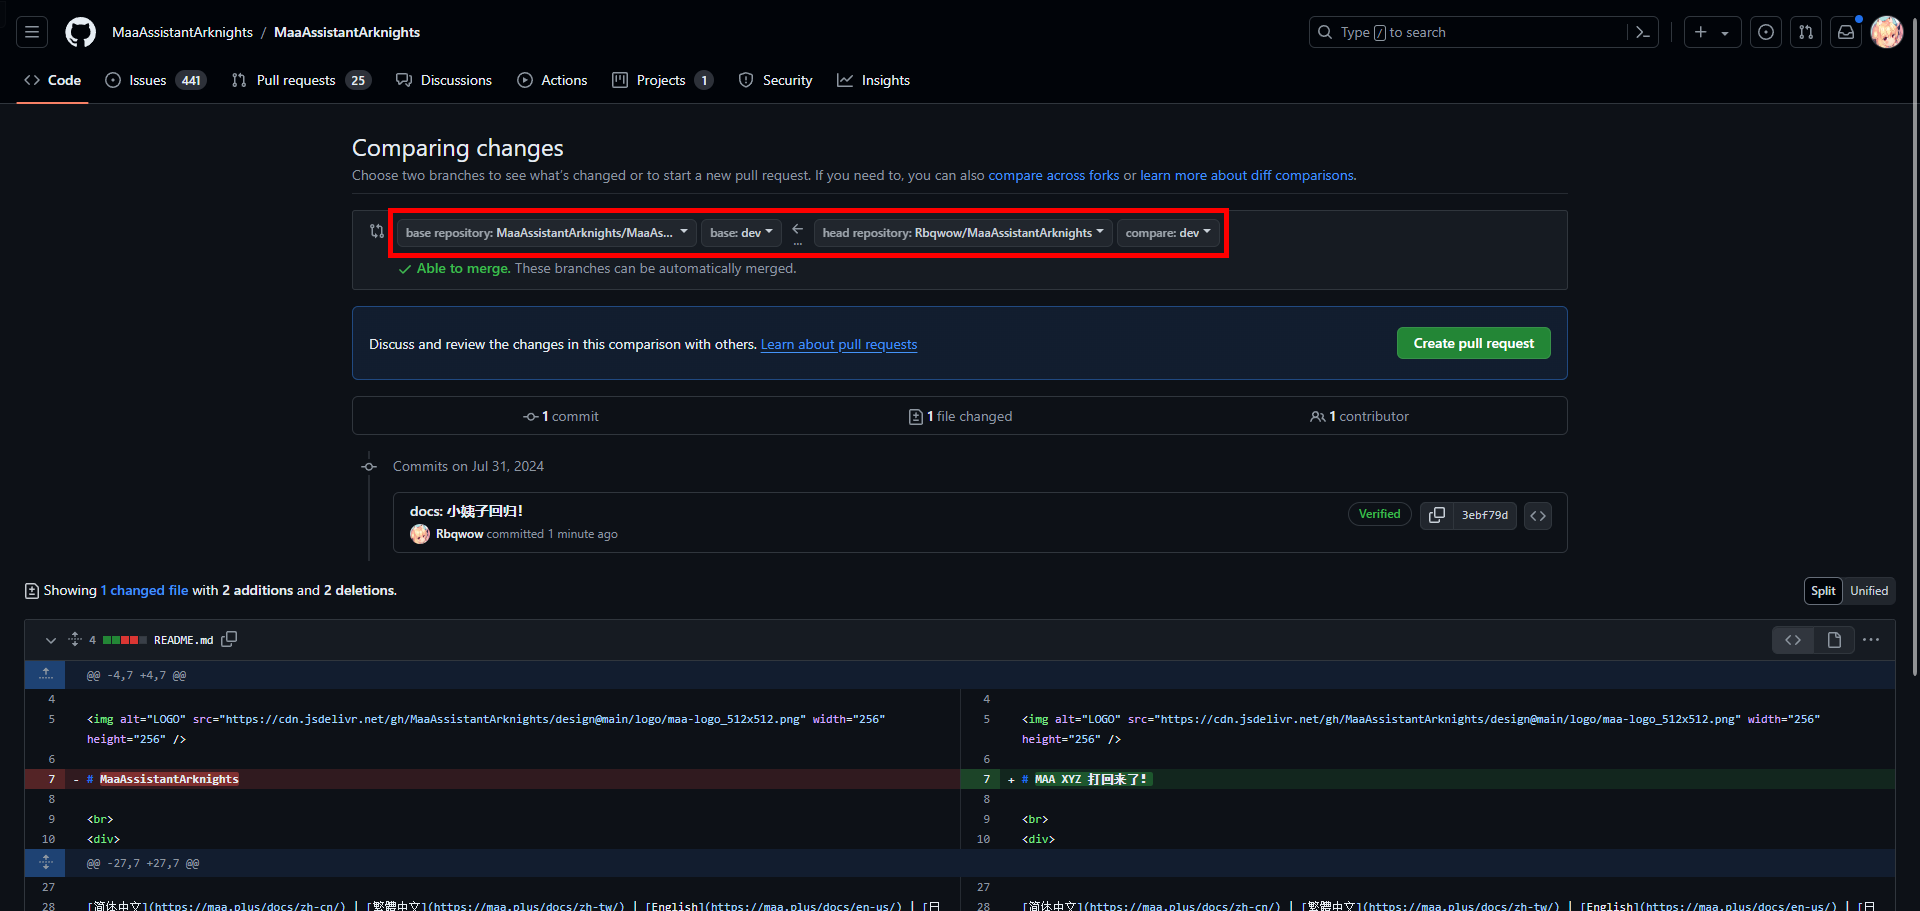 MaaAssistantArknights / MaaAssistantArknights
Type / to search
Code
Issues 441
Pull requests 25
Discussions
Actions
Projects 1
Security
Insights
Comparing changes
Choose two branches to see what's changed or to start a new pull request. If you need to, you can also compare across forks or learn more about diff comparisons.
base repository: MaaAssistantArknights/MaaAs... base: dev ... head repository: Rbqwow/MaaAssistantArknights compare: dev
Able to merge. These branches can be automatically merged.
Discuss and review the changes in this comparison with others. Learn about pull requests
Create pull request
1 commit
1 file changed
1 contributor
Commits on Jul 31, 2024
docs: 小姨子回归！
Verified
3ebf79d
Rbqwow committed 1 minute ago
Showing 1 changed file with 2 additions and 2 deletions.
Split Unified
4 README.md
@@ -4,7 +4,7 @@
4
5 <img alt="LOGO" src="https://cdn.jsdelivr.net/gh/MaaAssistantArknights/design@main/logo/maa-logo_512x512.png" width="256"
height="256" />
6
7 - # MaaAssistantArknights
8
9 <br>
10 <div>
4
5 <img alt="LOGO" src="https://cdn.jsdelivr.net/gh/MaaAssistantArknights/design@main/logo/maa-logo_512x512.png" width="256"
height="256" />
6
7 + # MAA XYZ 打回来了！
8
9 <br>
10 <div>
@@ -27,7 +27,7 @@
27
28 [简体中文](https://maa.plus/docs/zh-cn/) | [繁體中文](https://maa.plus/docs/zh-tw/) | [English](https://maa.plus/docs/en-us/) | [日
27
28 [简体中文](https://maa.plus/docs/zh-cn/) | [繁體中文](https://maa.plus/docs/zh-tw/) | [English](https://maa.plus/docs/en-us/) | [日